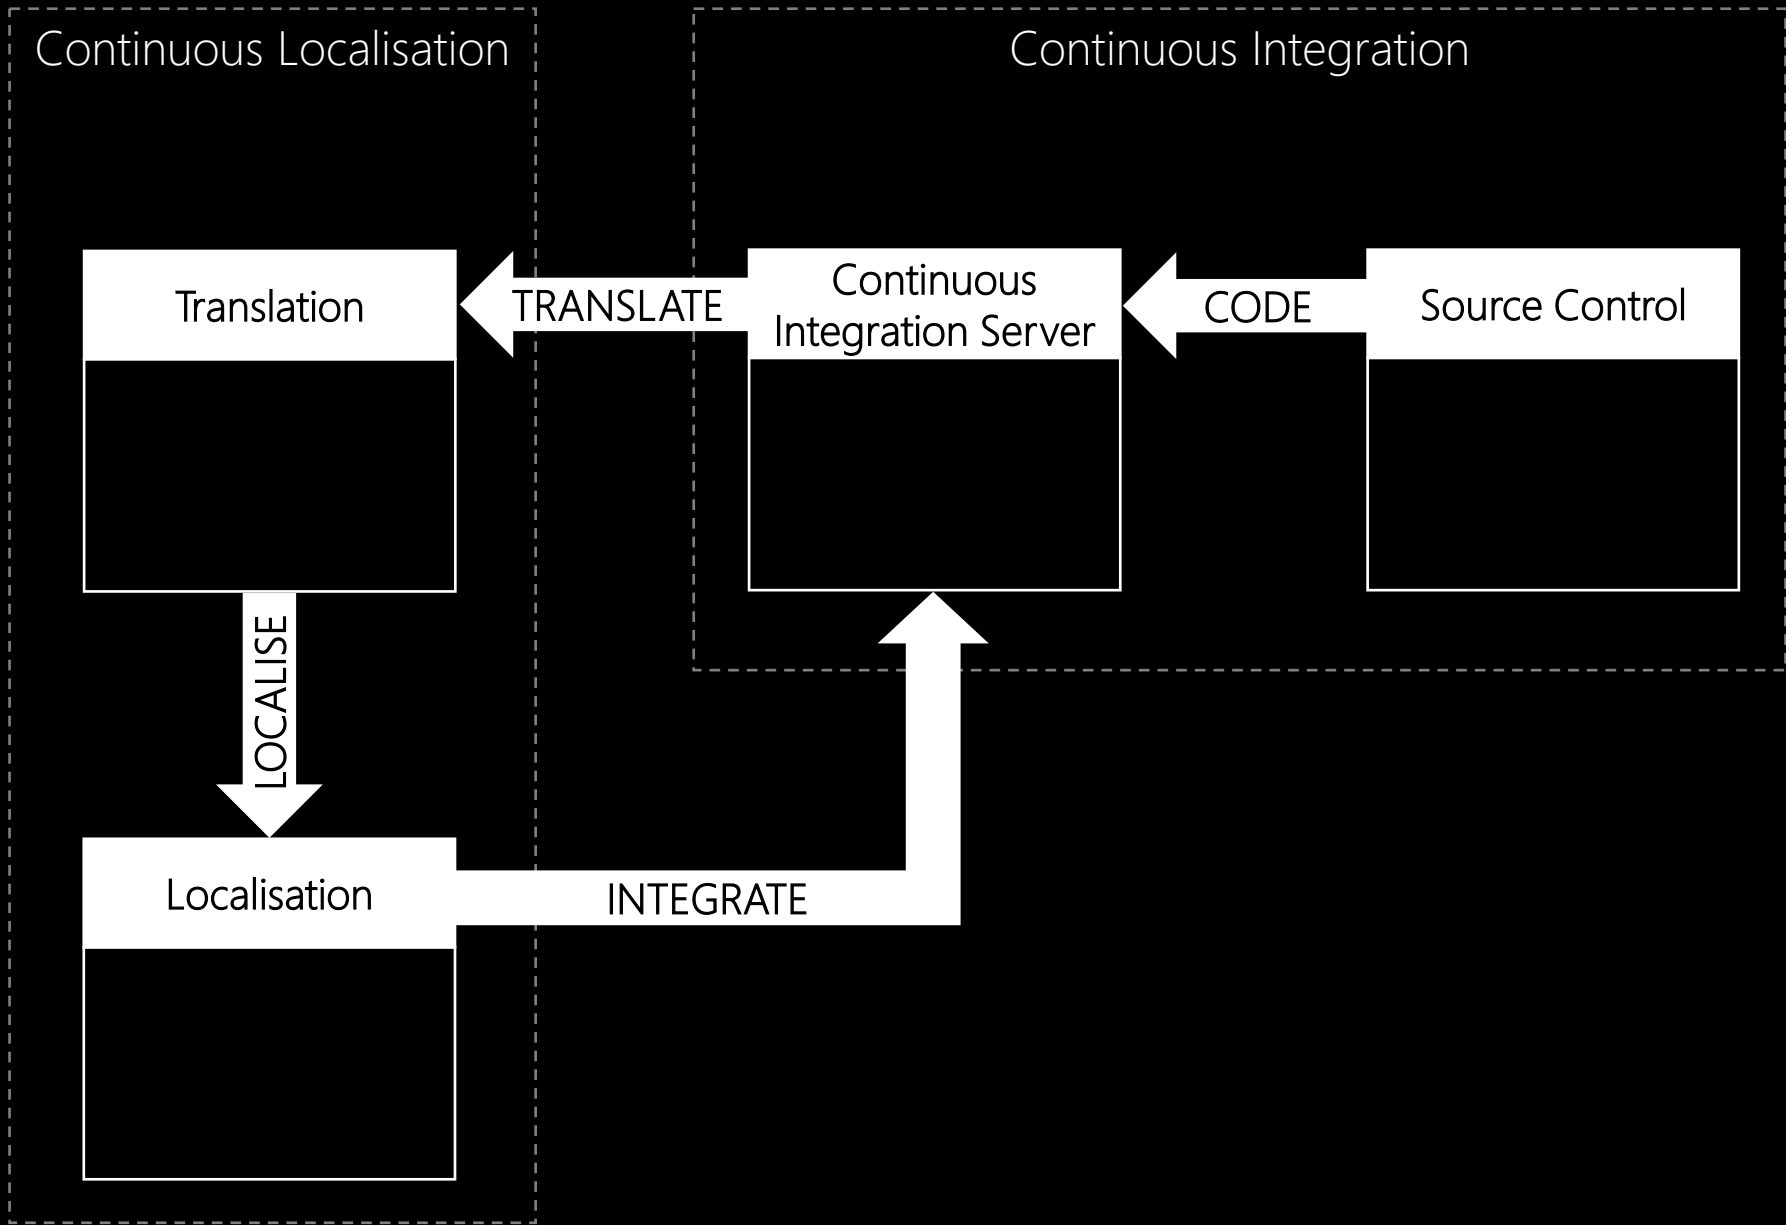 Continuous Localisation
Continuous Integration
Translation
TRANSLATE
Continuous
Integration Server
CODE
Source Control
LOCALISE
Localisation
INTEGRATE